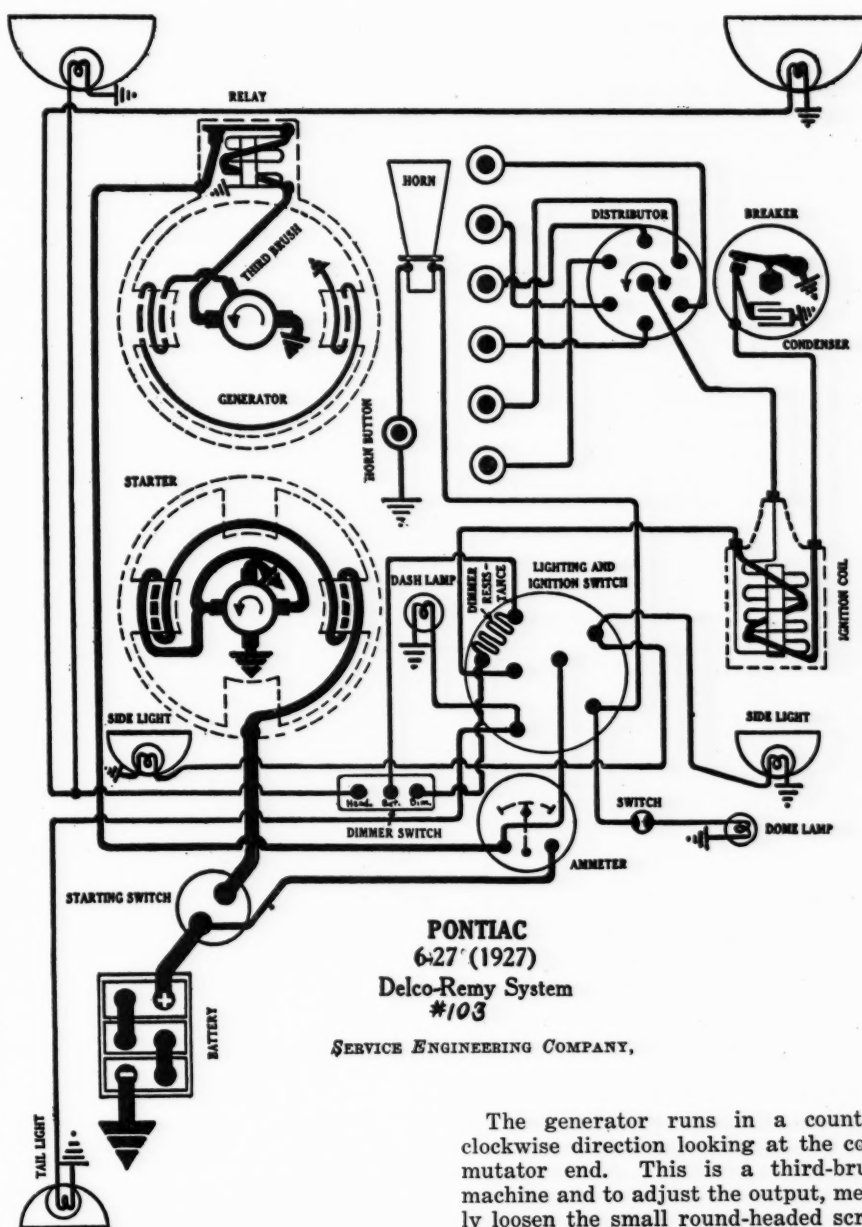 RELAY
HORN
DISTRIBUTOR
BREAKER
THIRD BRUSH
CONDENSER
GENERATOR
HORN BUTTON
STARTER
DASH LAMP
DIMMER
RESIS-
TANCE
LIGHTING AND
IGNITION SWITCH
IGNITION COIL
SIDE LIGHT
SIDE LIGHT
Head. Bat. Dim.
DIMMER SWITCH
SWITCH
DOME LAMP
AMMETER
STARTING SWITCH
PONTIAC
6-27 (1927)
Delco-Remy System
#103
BATTERY
+
-
SERVICE ENGINEERING COMPANY,
TAIL LIGHT
The generator runs in a count
clockwise direction looking at the co
mutator end. This is a third-bru
machine and to adjust the output, me
ly loosen the small round-headed scr